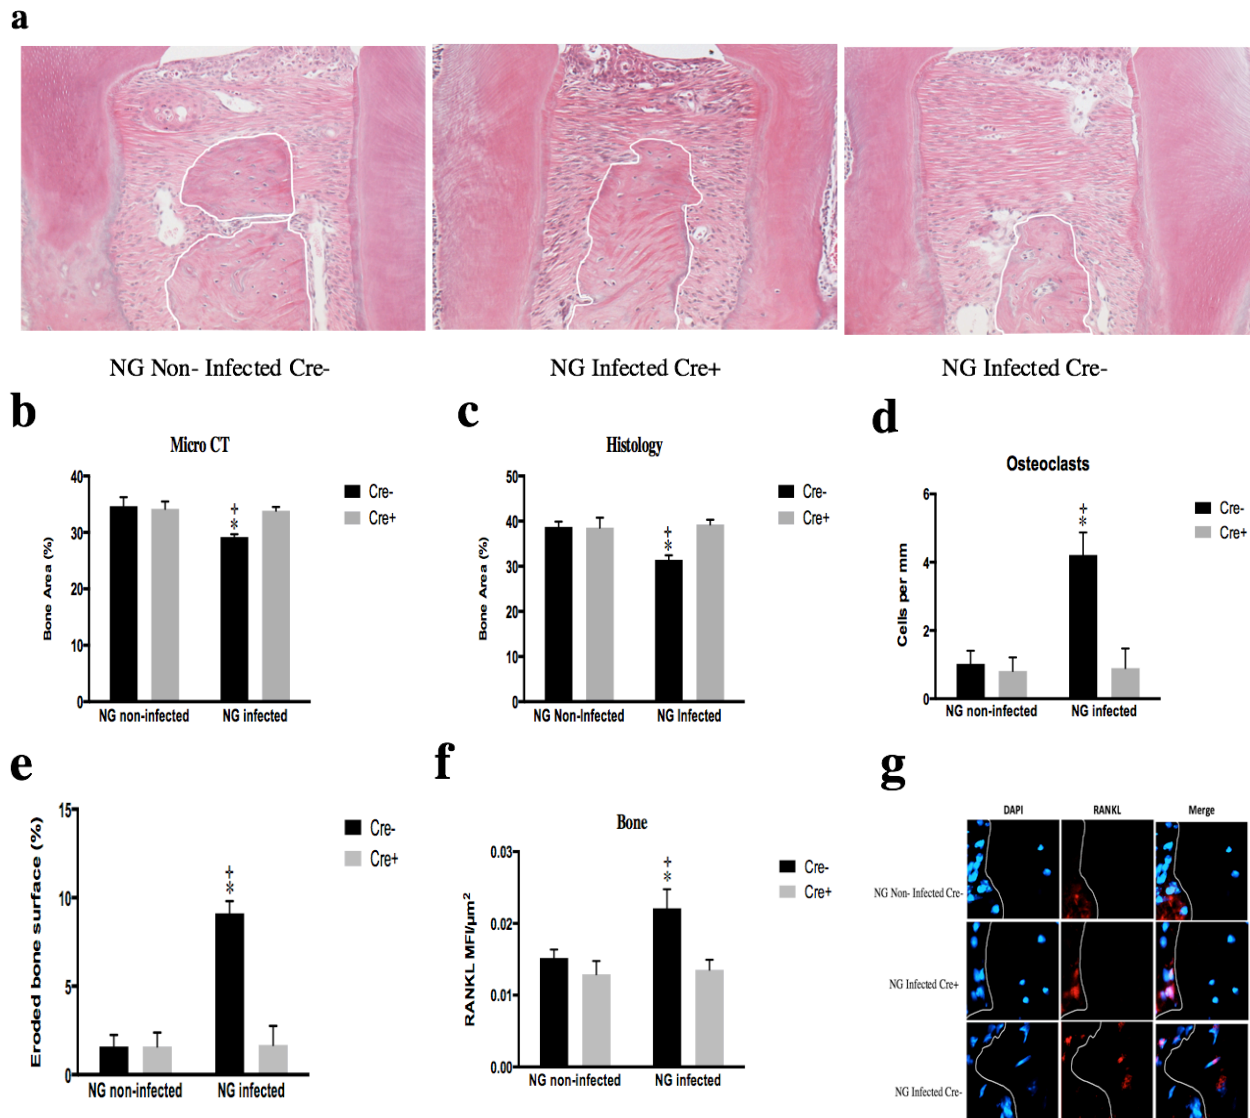 a
NG Non- Infected Cre-
NG Infected Cre+
NG Infected Cre-
b
Micro CT
Bone Area (%)
40
30
20
10
0
NG non-infected
NG infected
Cre-
Cre+
‡
*
c
Histology
Bone Area (%)
50
40
30
20
10
0
NG Non-Infected
NG Infected
Cre-
Cre+
‡
*
d
Osteoclasts
Cells per mm
6
4
2
0
NG non-infected
NG infected
Cre-
Cre+
‡
*
e
Eroded bone surface (%)
15
10
5
0
NG non-infected
NG infected
Cre-
Cre+
‡
*
f
Bone
RANKL MFI/µm²
0.03
0.02
0.01
0.00
NG non-infected
NG infected
Cre-
Cre+
‡
*
g
DAPI
RANKL
Merge
NG Non- Infected Cre-
NG Infected Cre+
NG Infected Cre-